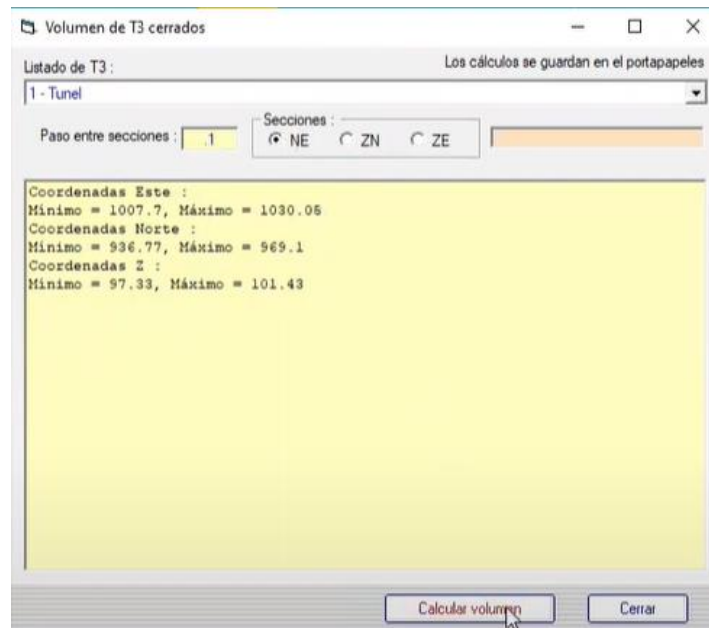 Volumen de T3 cerrados
Listado de T3 :
Los cálculos se guardan en el portapapeles
1 - Tunel
Paso entre secciones : .1
Secciones :
NE ZN ZE
Coordenadas Este :
Mínimo = 1007.7, Máximo = 1030.05
Coordenadas Norte :
Mínimo = 936.77, Máximo = 969.1
Coordenadas Z :
Mínimo = 97.33, Máximo = 101.43
Calcular volumen
Cerrar